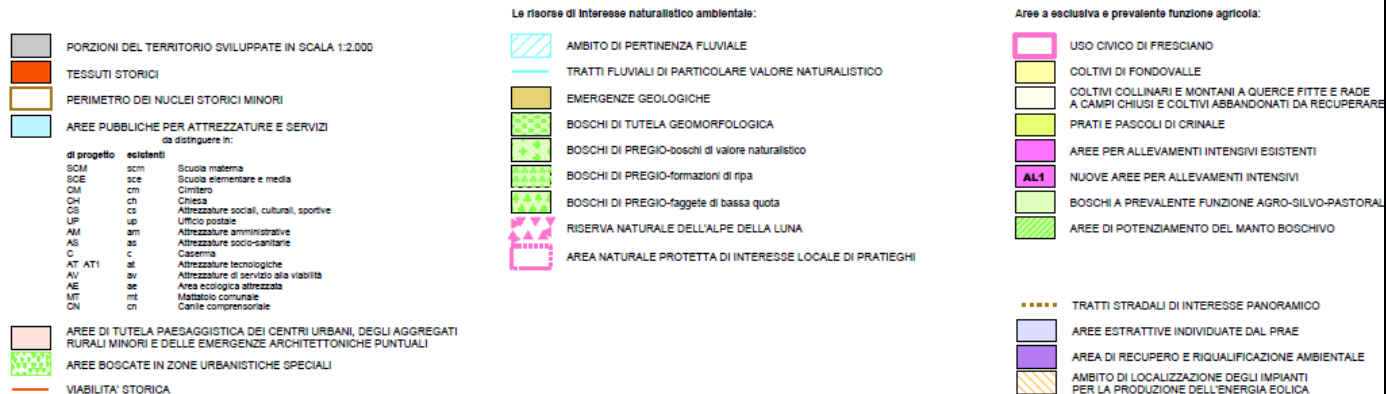 PORZIONI DEL TERRITORIO SVILUPPATE IN SCALA 1:2.000
TESSUTI STORICI
PERIMETRO DEI NUCLEI STORICI MINORI
AREE PUBBLICHE PER ATTREZZATURE E SERVIZI
da distinguere in:
di progetto esistenti
SCM scm Scuola materna
SCE sce Scuola elementare e media
CM cm Cimitero
CH ch Chiesa
CS cs Attrezzature sociali, culturali, sportive
UP up Ufficio postale
AM am Attrezzature amministrative
AS as Attrezzature socio-sanitarie
C c Caserma
AT AT1 at Attrezzature tecnologiche
AV av Attrezzature di servizio alla viabilità
AE ae Area ecologica attrezzata
MT mt Mattatoio comunale
CN cn Canile comprensoriale
AREE DI TUTELA PAESAGGISTICA DEI CENTRI URBANI, DEGLI AGGREGATI
RURALI MINORI E DELLE EMERGENZE ARCHITETTONICHE PUNTUALI
AREE BOSCATE IN ZONE URBANISTICHE SPECIALI
VIABILITA' STORICA
Le risorse di interesse naturalistico ambientale:
AMBITO DI PERTINENZA FLUVIALE
TRATTI FLUVIALI DI PARTICOLARE VALORE NATURALISTICO
EMERGENZE GEOLOGICHE
BOSCHI DI TUTELA GEOMORFOLOGICA
BOSCHI DI PREGIO-boschi di valore naturalistico
BOSCHI DI PREGIO-formazioni di ripa
BOSCHI DI PREGIO-faggete di bassa quota
RISERVA NATURALE DELL'ALPE DELLA LUNA
AREA NATURALE PROTETTA DI INTERESSE LOCALE DI PRATIEGHI
Aree a esclusiva e prevalente funzione agricola:
USO CIVICO DI FRESCIANO
COLTIVI DI FONDOVALLE
COLTIVI COLLINARI E MONTANI A QUERCE FITTE E RADE
A CAMPI CHIUSI E COLTIVI ABBANDONATI DA RECUPERARE
PRATI E PASCOLI DI CRINALE
AREE PER ALLEVAMENTI INTENSIVI ESISTENTI
AL1 NUOVE AREE PER ALLEVAMENTI INTENSIVI
BOSCHI A PREVALENTE FUNZIONE AGRO-SILVO-PASTORAL
AREE DI POTENZIAMENTO DEL MANTO BOSCHIVO
TRATTI STRADALI DI INTERESSE PANORAMICO
AREE ESTRATTIVE INDIVIDUATE DAL PRAE
AREA DI RECUPERO E RIQUALIFICAZIONE AMBIENTALE
AMBITO DI LOCALIZZAZIONE DEGLI IMPIANTI
PER LA PRODUZIONE DELL'ENERGIA EOLICA